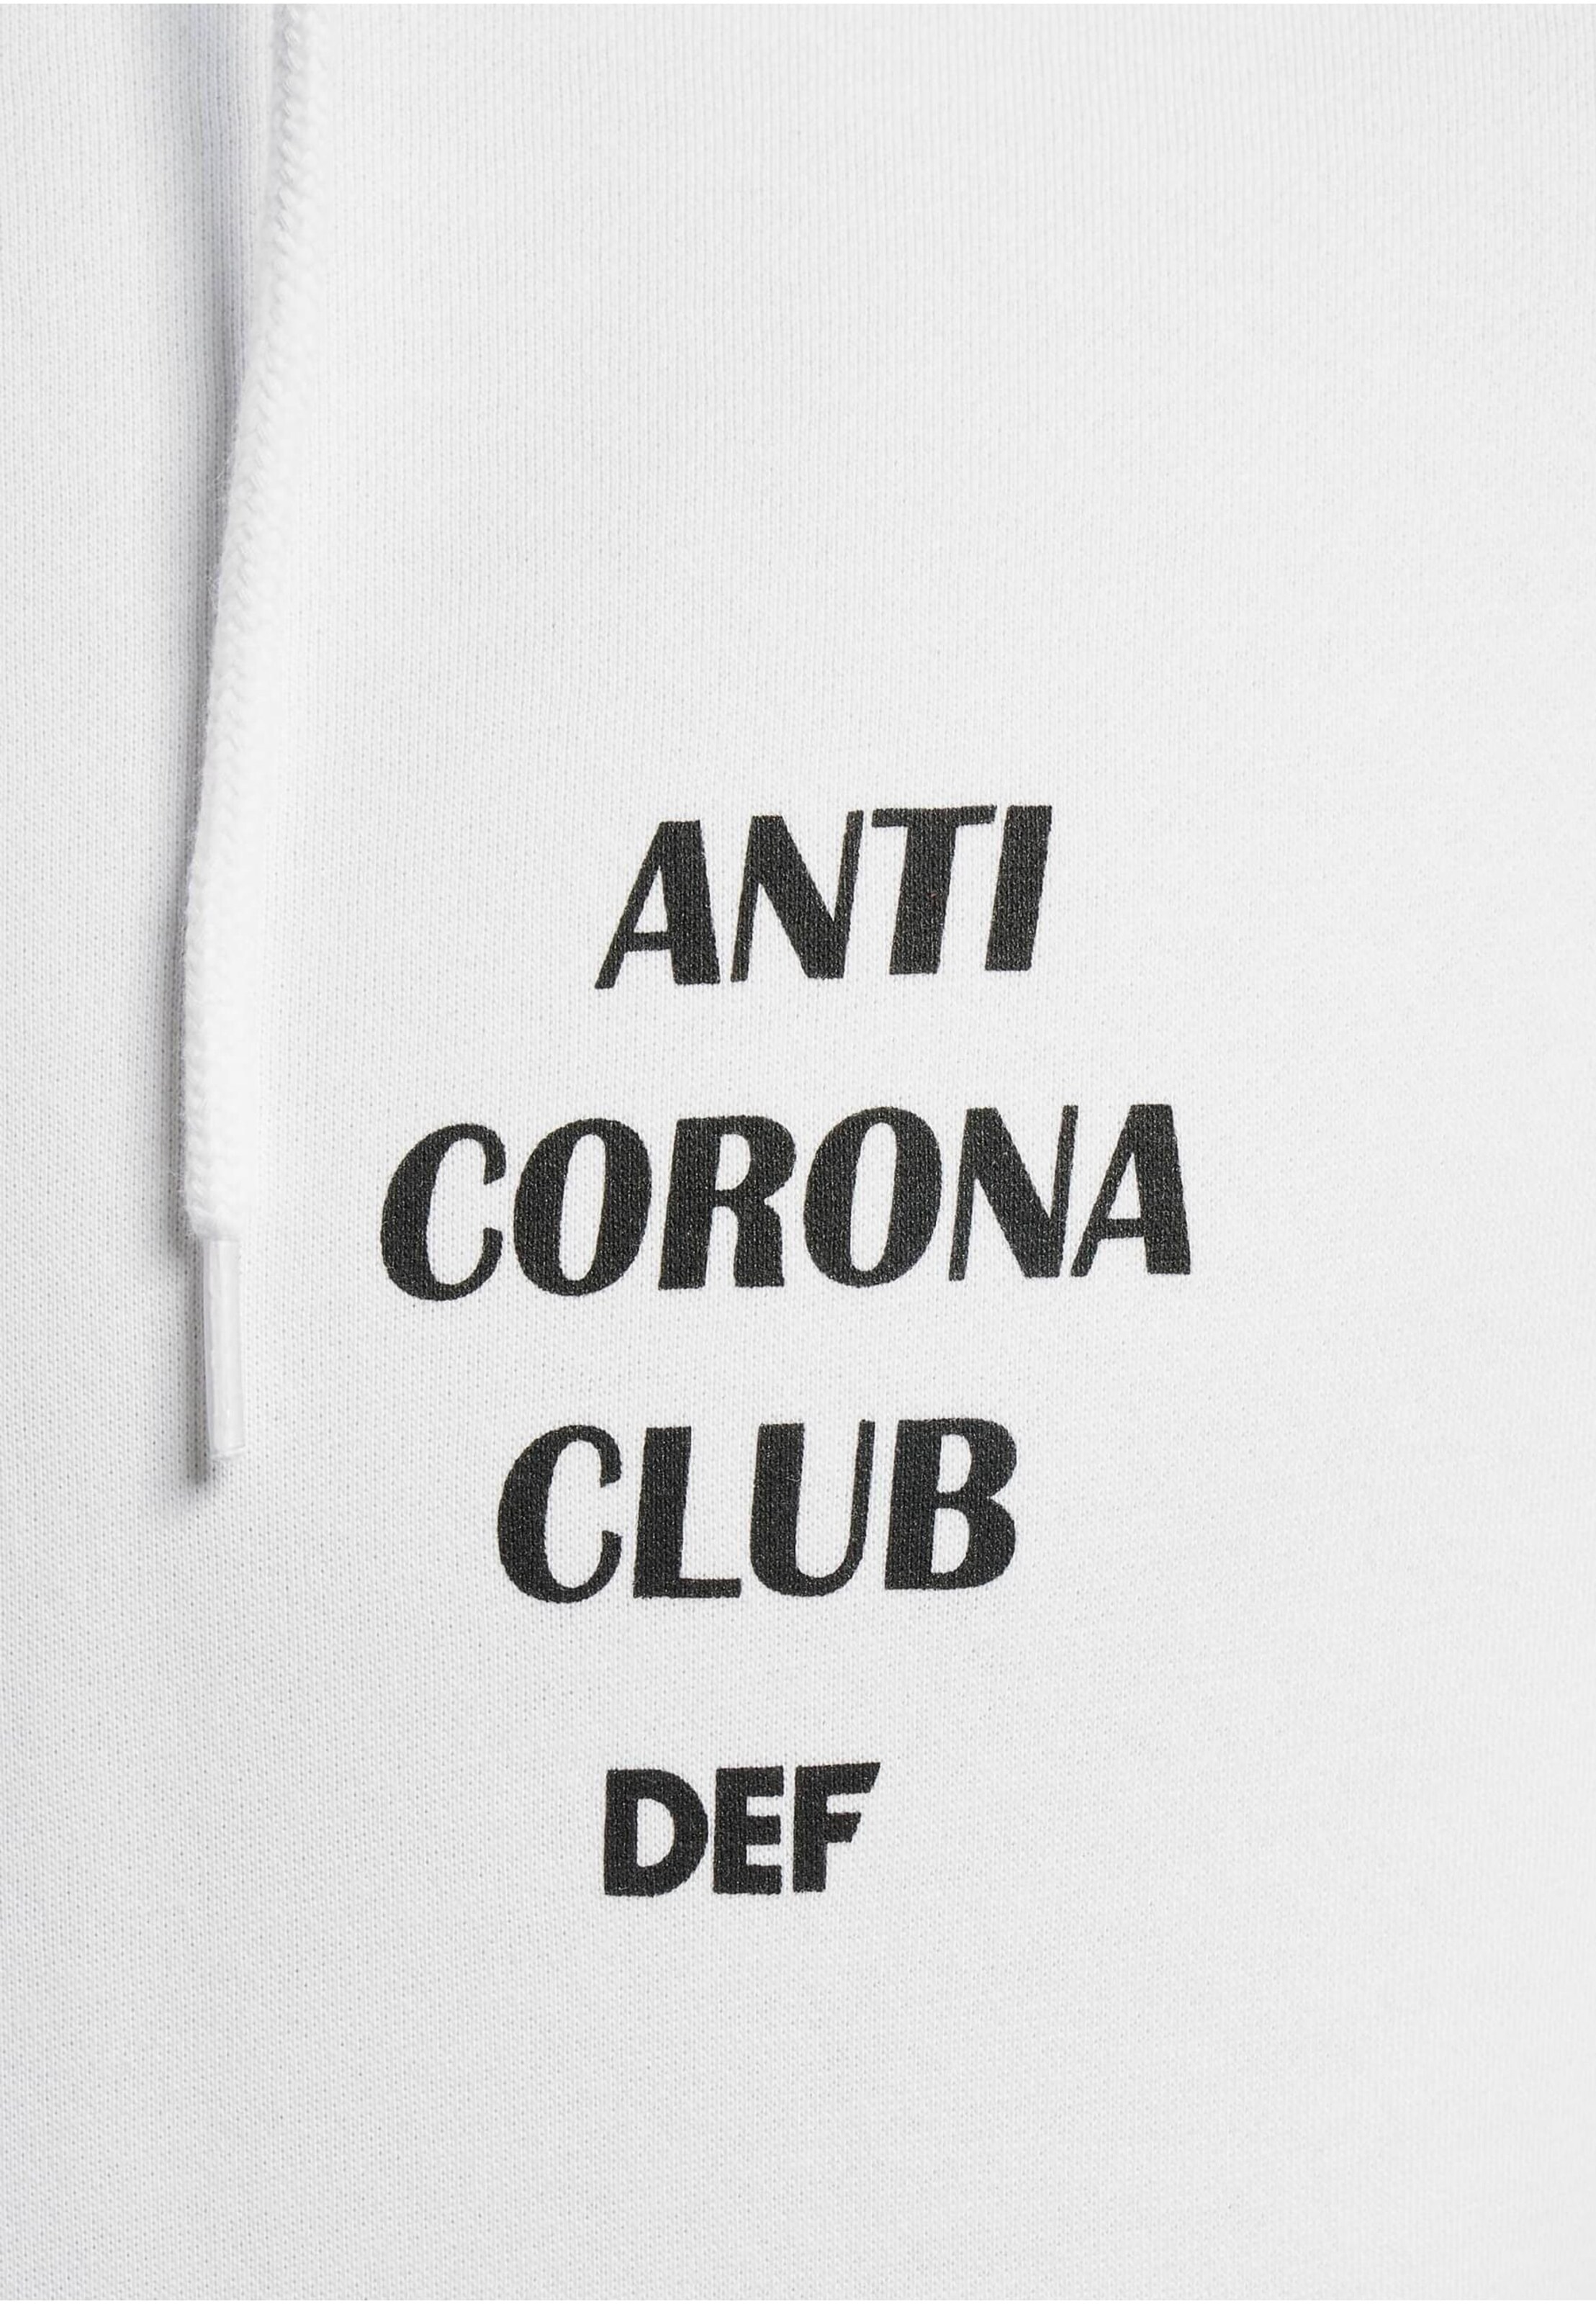 ANTI
CORONA
CLUB
DEF